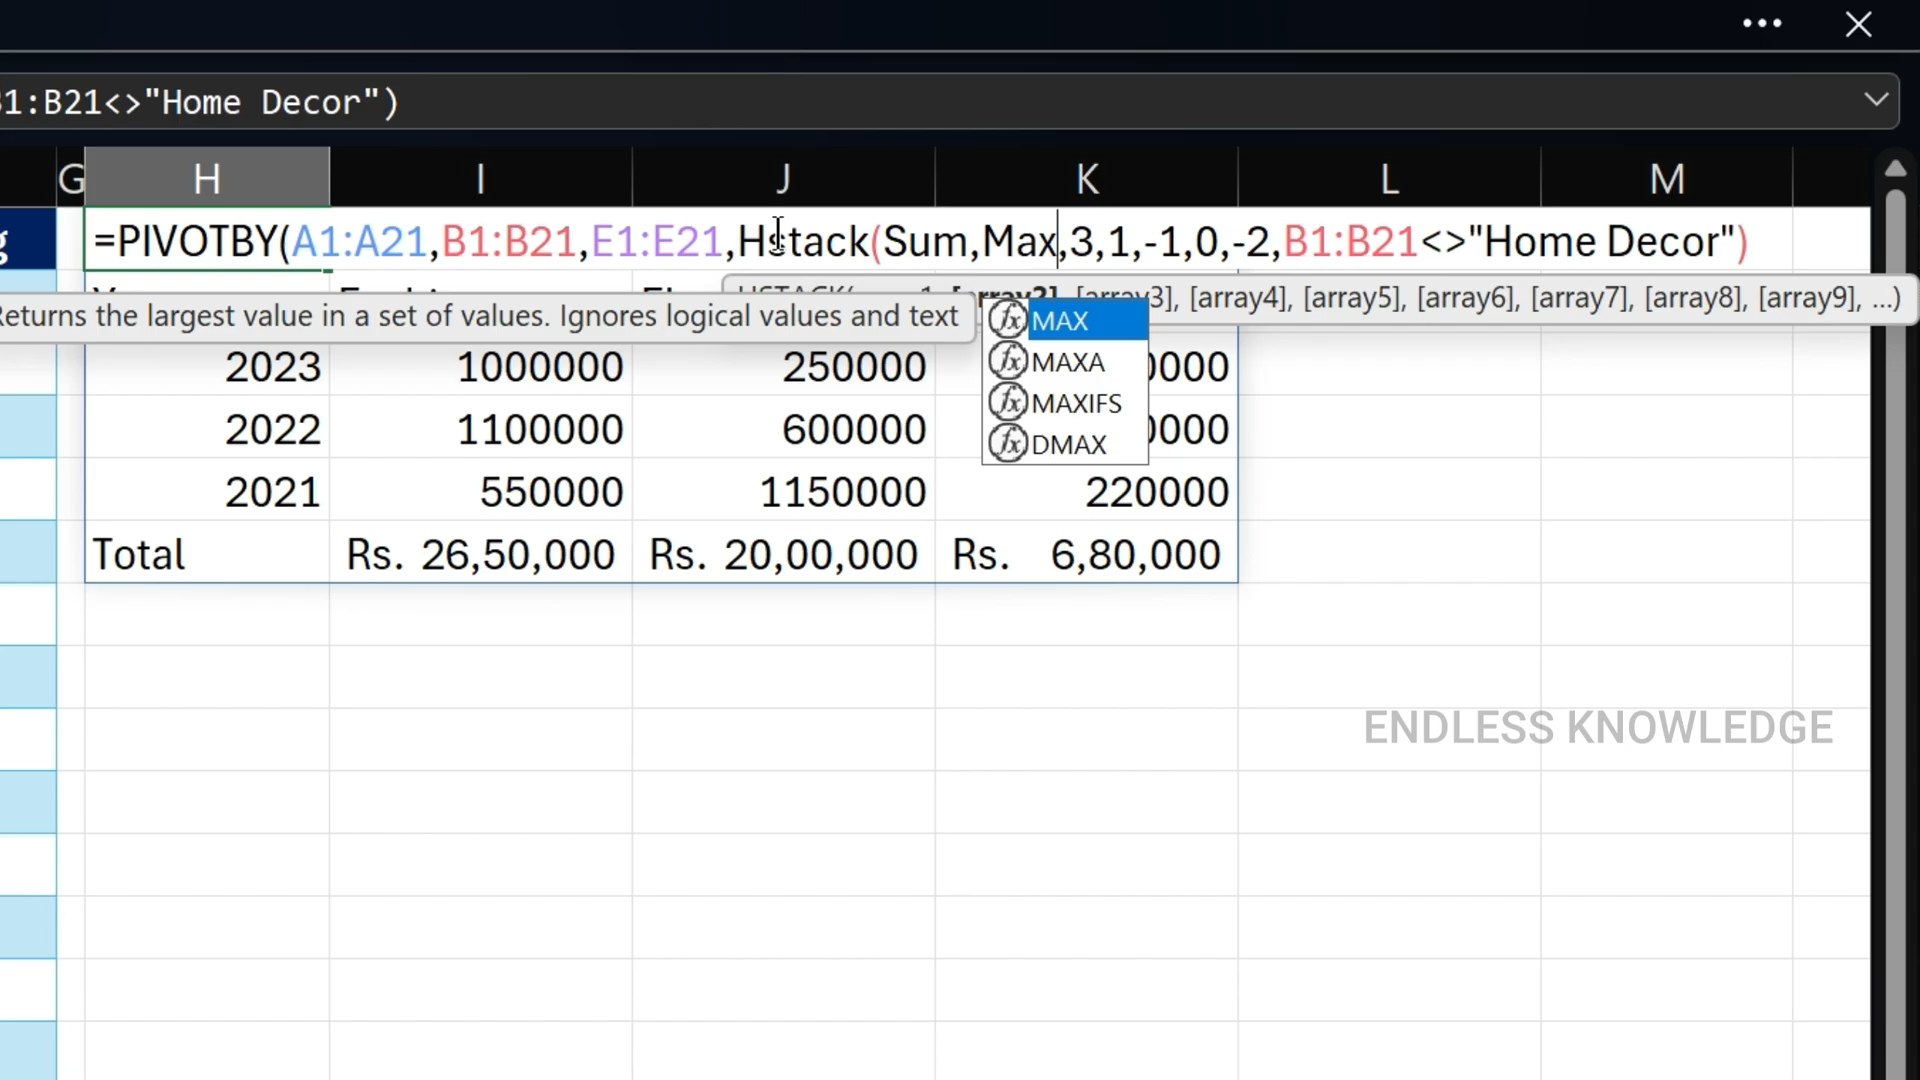 31:B21<>"Home Decor")
G H I J K L M
g =PIVOTBY(A1:A21,B1:B21,E1:E21,Hstack(Sum,Max,3,1,-1,0,-2,B1:B21<>"Home Decor")
[array2], [array3], [array4], [array5], [array6], [array7], [array8], [array9], ...)
Returns the largest value in a set of values. Ignores logical values and text
MAX
MAXA
MAXIFS
DMAX
2023 1000000 250000 0000
2022 1100000 600000 0000
2021 550000 1150000 220000
Total Rs. 26,50,000 Rs. 20,00,000 Rs. 6,80,000
ENDLESS KNOWLEDGE